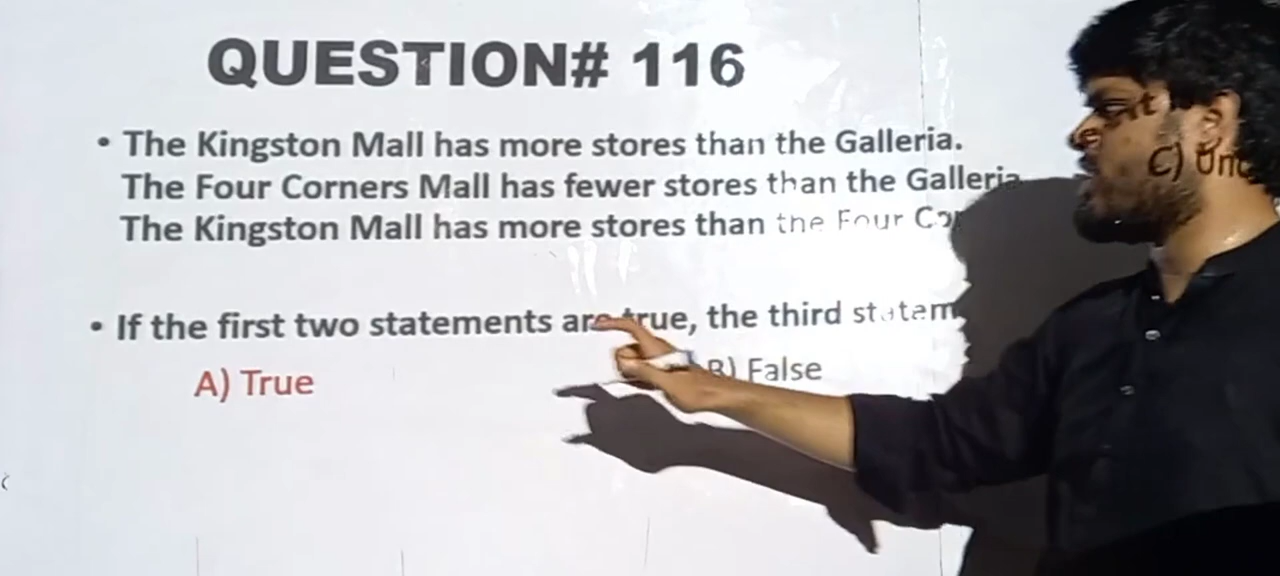 QUESTION# 116
• The Kingston Mall has more stores than the Galleria.
The Four Corners Mall has fewer stores than the Galleria
The Kingston Mall has more stores than the Four
• If the first two statements are true, the third
A) True B) False C)